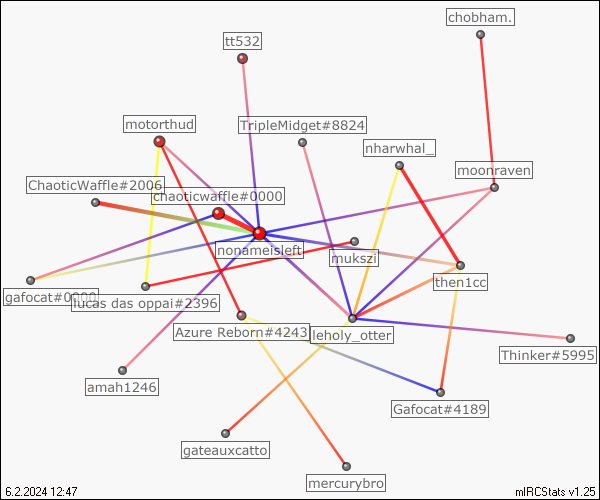 chobham.
tt532
motorthud
TripleMidget#8824
nharwhal_
moonraven
ChaoticWaffle#2006
chaoticwaffle#0000
nonameisleft
mukszi
then1cc
gafocat#0000
lucas das oppai#2396
Azure Reborn#4243
leholy_otter
Thinker#5995
amah1246
Gafocat#4189
gateauxcatto
mercurybro
6.2.2024 12:47
mIRCStats v1.25